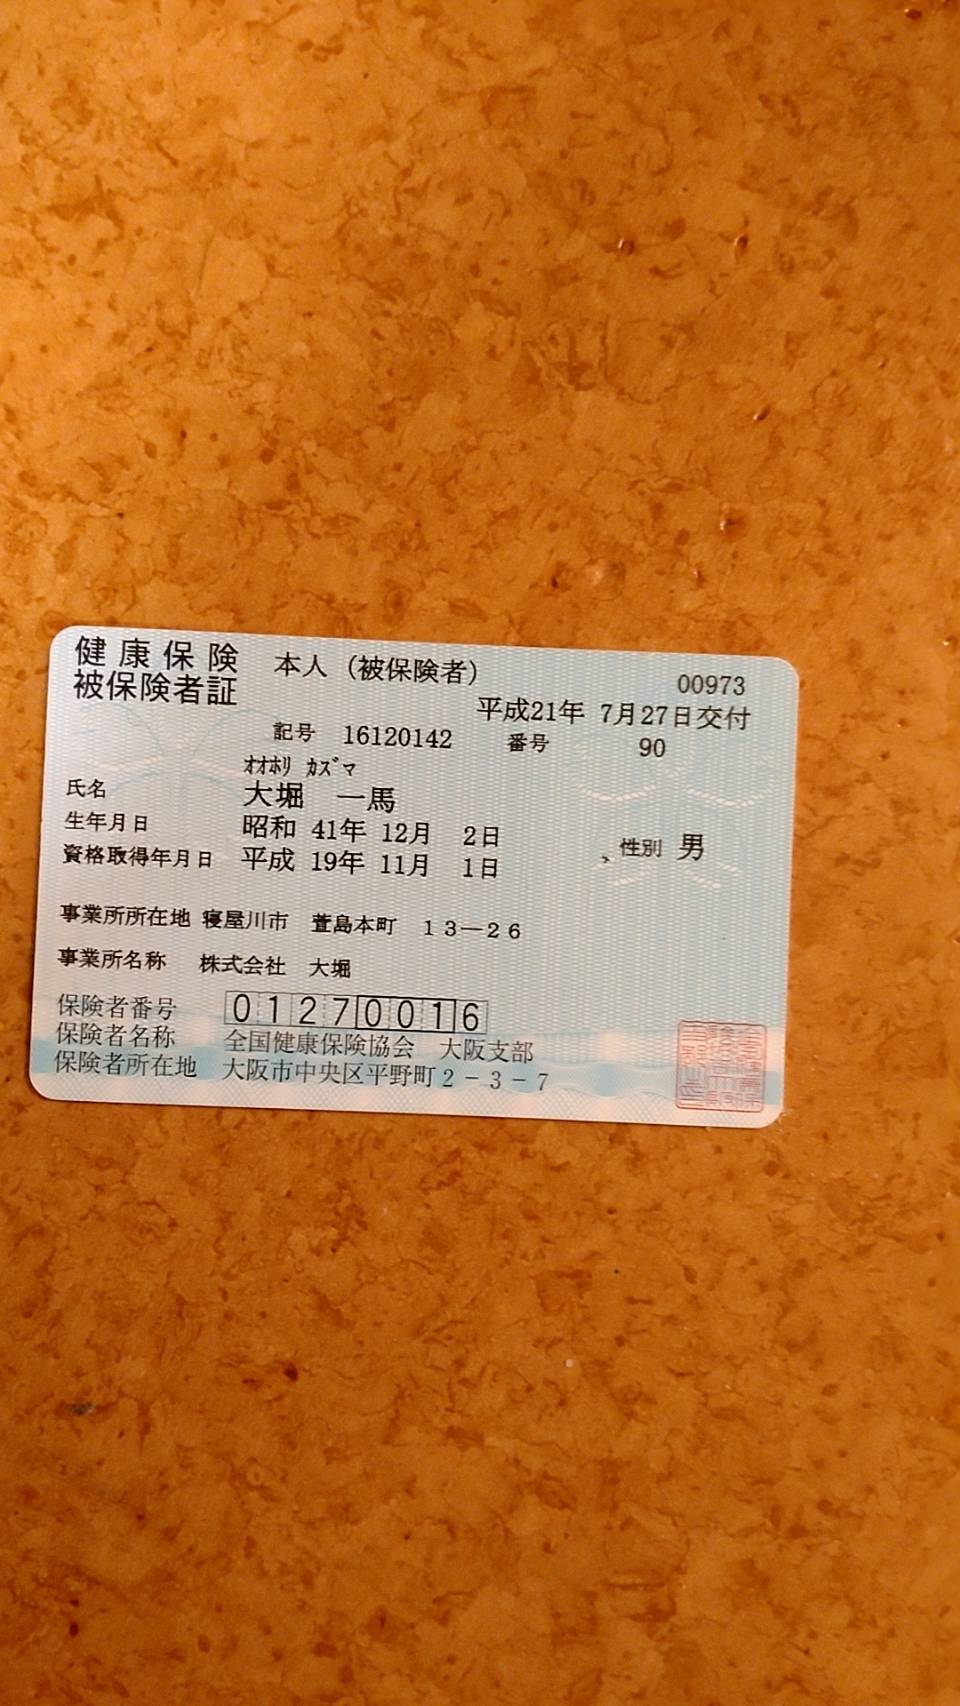 健康保険 本人（被保険者） 00973
被保険者証 平成21年 7月27日交付
記号 16120142 番号 90
ｵｵﾎﾘ ｶｽﾞﾏ
氏名 大堀 一馬
生年月日 昭和 41年 12月 2日 性別 男
資格取得年月日 平成 19年 11月 1日
事業所所在地 寝屋川市 萱島本町 １３―２６
事業所名称 株式会社 大堀
保険者番号 01270016
保険者名称 全国健康保険協会 大阪支部
保険者所在地 大阪市中央区平野町２－３－７